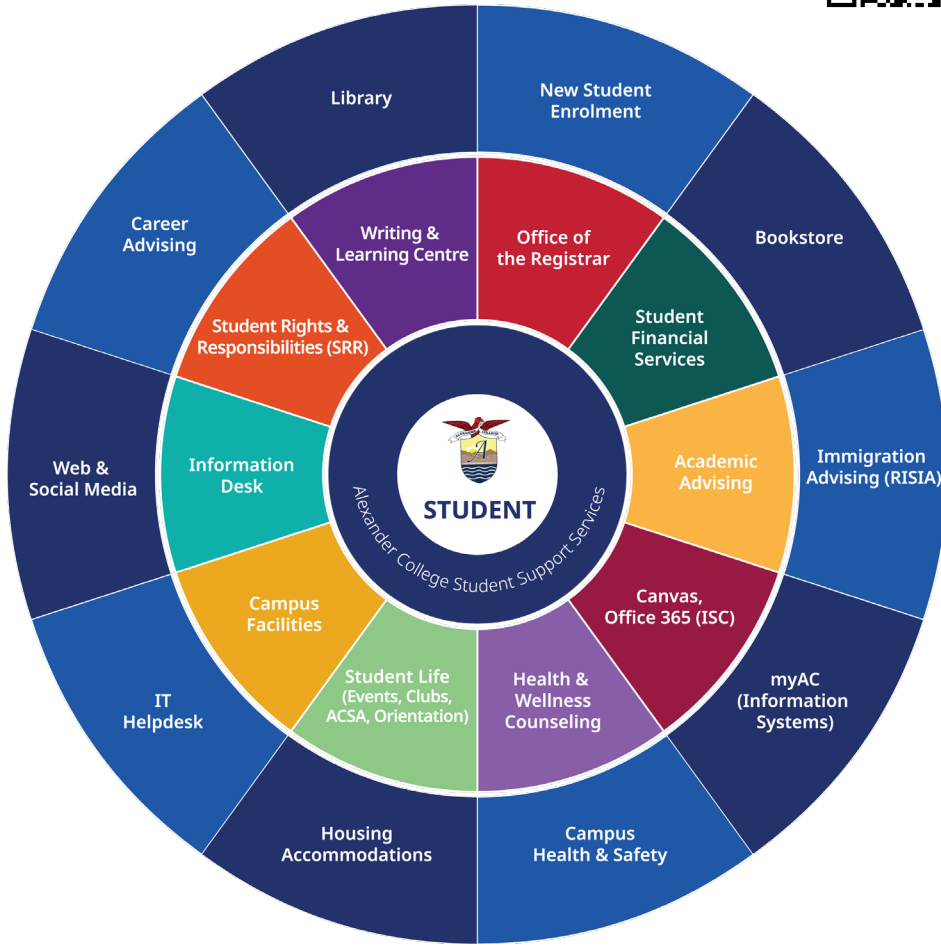 New Student
Enrolment
Bookstore
Immigration
Advising (RISIA)
myAC
(Information
Systems)
Campus
Health & Safety
Housing
Accommodations
IT
Helpdesk
Web &
Social Media
Career
Advising
Library
Office of
the Registrar
Student
Financial
Services
Academic
Advising
Canvas,
Office 365 (ISC)
Health &
Wellness
Counseling
Student Life
(Events, Clubs,
ACSA, Orientation)
Campus
Facilities
Information
Desk
Student Rights &
Responsibilities (SRR)
Writing &
Learning Centre
A
STUDENT
Alexander College Student Support Services